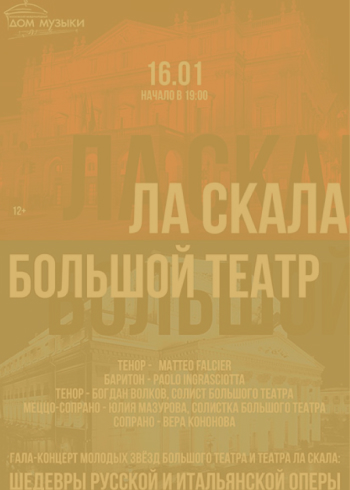 ДОМ МУЗЫКИ
16.01
НАЧАЛО В 19:00
ЛА СКАЛА
12+
ЛА СКАЛА
БОЛЬШОЙ ТЕАТР
БОЛЬШОЙ
ТЕНОР - MATTEO FALCIER
БАРИТОН - PAOLO INGRASCIOTTA
ТЕНОР - БОГДАН ВОЛКОВ, СОЛИСТ БОЛЬШОГО ТЕАТРА
МЕЦЦО-СОПРАНО - ЮЛИЯ МАЗУРОВА, СОЛИСТКА БОЛЬШОГО ТЕАТРА
СОПРАНО - ВЕРА КОНОНОВА
ГАЛА-КОНЦЕРТ МОЛОДЫХ ЗВЁЗД БОЛЬШОГО ТЕАТРА И ТЕАТРА ЛА СКАЛА:
ШЕДЕВРЫ РУССКОЙ И ИТАЛЬЯНСКОЙ ОПЕРЫ